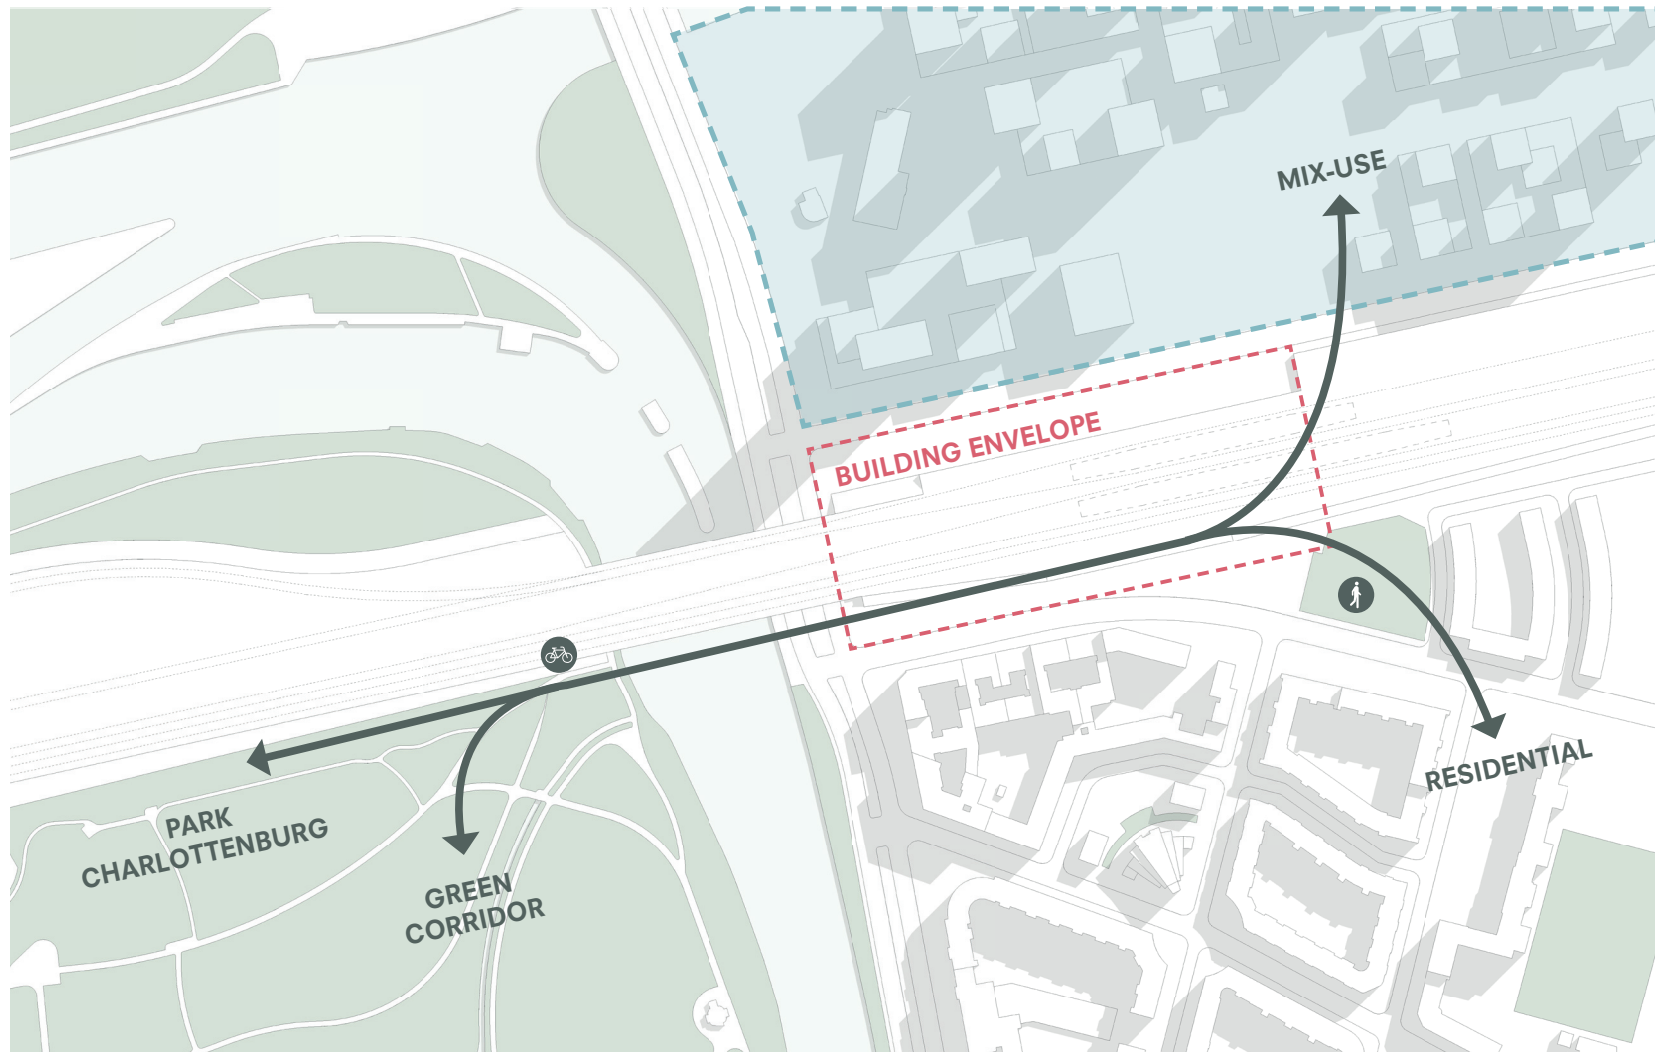 MIX-USE
BUILDING ENVELOPE
RESIDENTIAL
PARK
CHARLOTTENBURG
GREEN
CORRIDOR